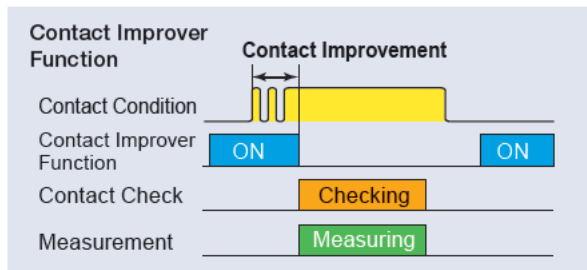 Contact Improver
Function
Contact Improvement
Contact Condition
Contact Improver
Function
ON
ON
Contact Check
Checking
Measurement
Measuring